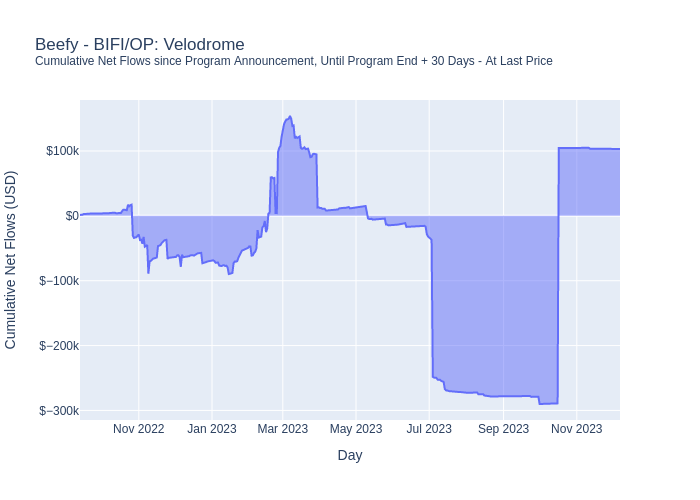 Beefy - BIFI/OP: Velodrome
Cumulative Net Flows since Program Announcement, Until Program End + 30 Days - At Last Price
Cumulative Net Flows (USD)
$100k
$0
$−100k
$−200k
$−300k
Nov 2022
Jan 2023
Mar 2023
May 2023
Jul 2023
Sep 2023
Nov 2023
Day